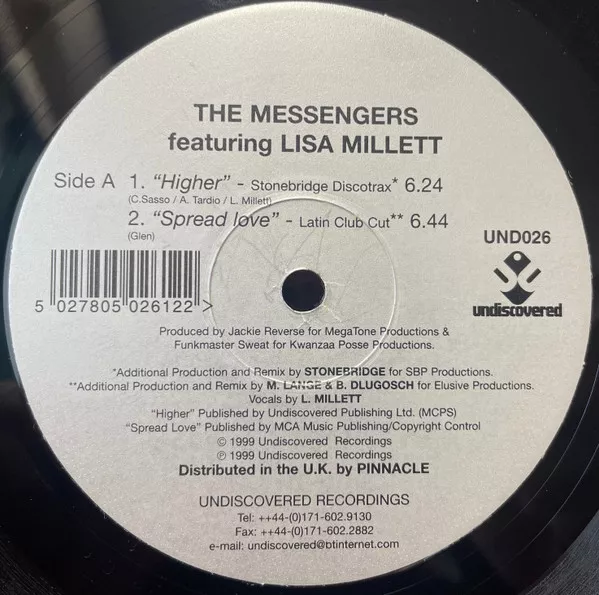 THE MESSENGERS
featuring LISA MILLETT
Side A 1. "Higher" - Stonebridge Discotrax* 6.24
(C.Sasso / A. Tardio / L. Millett)
2. "Spread love" - Latin Club Cut** 6.44
(Glen)
UND026
undiscovered
5 027805 026122 >
Produced by Jackie Reverse for MegaTone Productions &
Funkmaster Sweat for Kwanzaa Posse Productions.
*Additional Production and Remix by STONEBRIDGE for SBP Productions.
**Additional Production and Remix by M. LANGE & B. DLUGOSCH for Elusive Productions.
Vocals by L. MILLETT
"Higher" Published by Undiscovered Publishing Ltd. (MCPS)
"Spread Love" Published by MCA Music Publishing/Copyright Control
© 1999 Undiscovered Recordings
℗ 1999 Undiscovered Recordings
Distributed in the U.K. by PINNACLE
UNDISCOVERED RECORDINGS
Tel: ++44-(0)171-602.9130
Fax: ++44-(0)171-602.2882
e-mail: undiscovered@btinternet.com